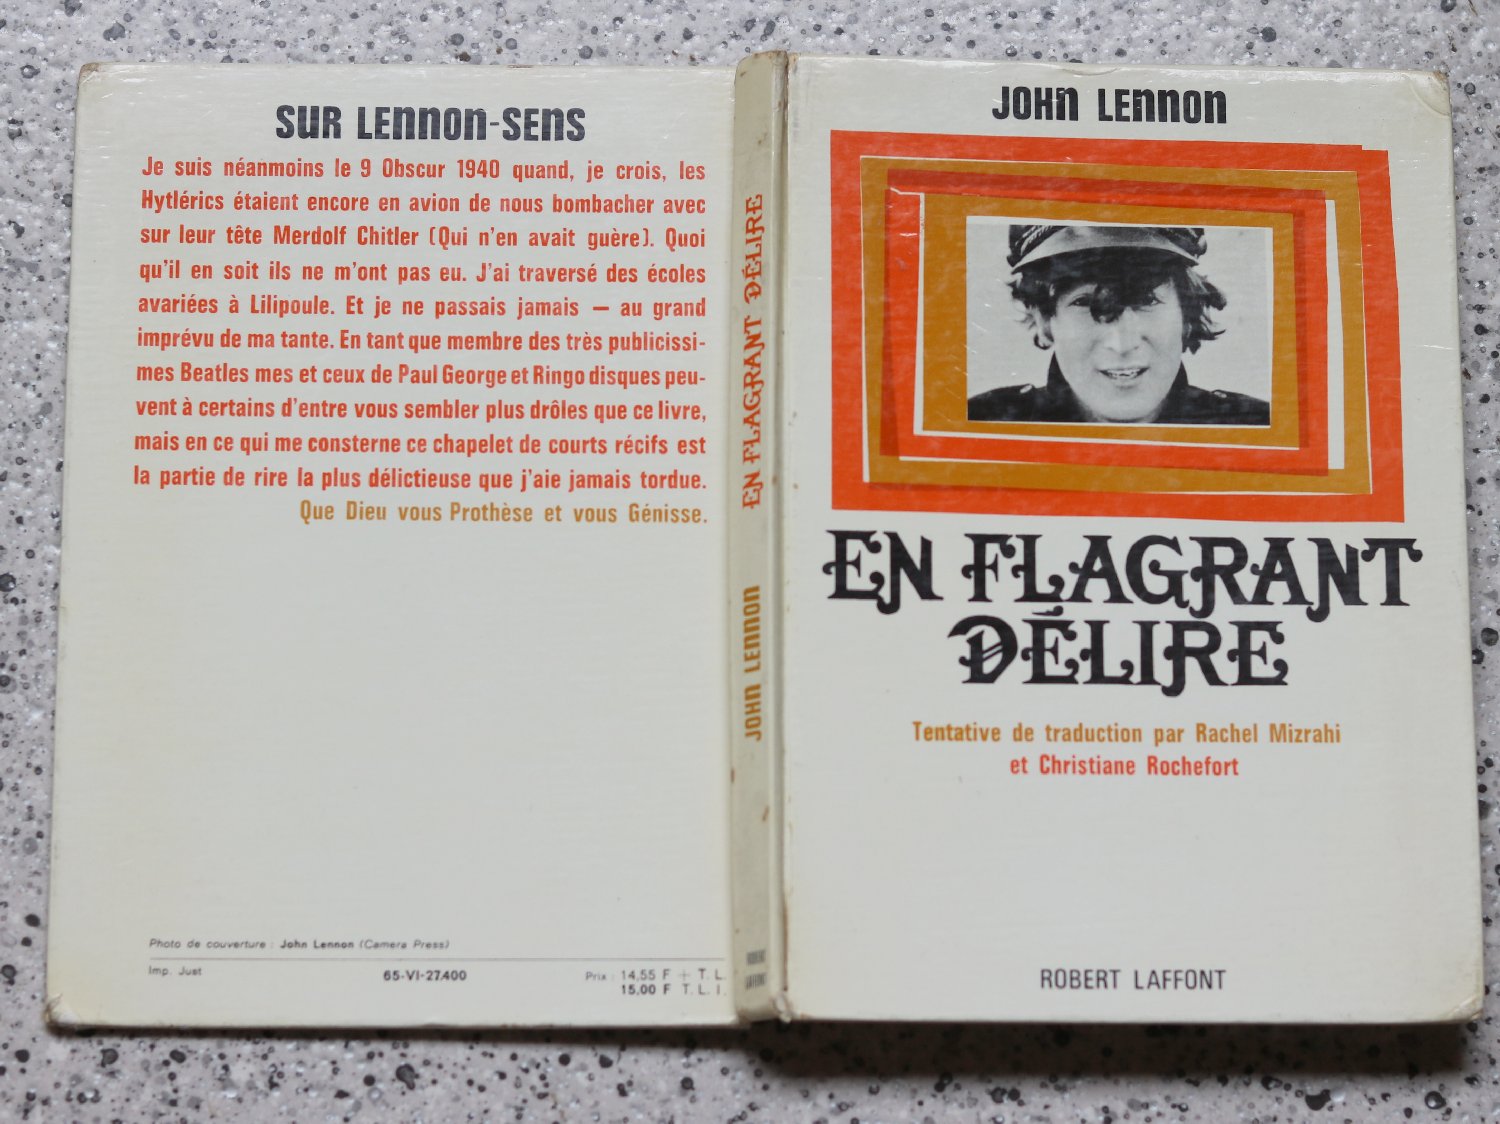 SUR LENNON-SENS
Je suis néanmoins le 9 Obscur 1940 quand, je crois, les
Hytlérics étaient encore en avion de nous bombacher avec
sur leur tête Merdolf Chitler (Qui n'en avait guère). Quoi
qu'il en soit ils ne m'ont pas eu. J'ai traversé des écoles
avariées à Lilipoule. Et je ne passais jamais — au grand
imprévu de ma tante. En tant que membre des très publicissi-
mes Beatles mes et ceux de Paul George et Ringo disques peu-
vent à certains d'entre vous sembler plus drôles que ce livre,
mais en ce qui me consterne ce chapelet de courts récifs est
la partie de rire la plus délictieuse que j'aie jamais tordue.
Que Dieu vous Prothèse et vous Génisse.
Photo de couverture : John Lennon (Camera Press)
Imp. Just
65-VI-27.400
Prix : 14,55 F + T. L.
15,00 F T. L. I.
EN FLAGRANT DÉLIRE
JOHN LENNON
ROBERT
LAFFONT
JOHN LENNON
EN FLAGRANT
DÉLIRE
Tentative de traduction par Rachel Mizrahi
et Christiane Rochefort
ROBERT LAFFONT